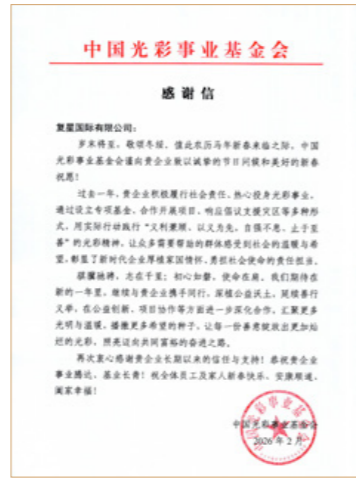 中国光彩事业基金会
感谢信
复星国际有限公司：
岁末将至，敬颂冬绥。值此农历马年新春来临之际，中国
光彩事业基金会谨向贵企业致以诚挚的节日问候和美好的新春
祝愿！
过去一年，贵企业积极履行社会责任、热心投身光彩事业，
通过设立专项基金、合作开展项目、响应倡议支援灾区等多种形
式，用实际行动践行“义利兼顾、以义为先，自强不息、止于至
善”的光彩精神，让众多需要帮助的群体感受到社会的温暖与希
望，彰显了新时代企业厚植家国情怀、勇担社会使命的责任担当。
骐骥驰骋，志在千里；初心如磐，使命在肩。我们期待在
新的一年里，继续与贵企业携手同行，深植公益沃土，延续善行
义举，在公益创新、项目协作等方面进一步深化合作，汇聚更多
光明与温暖，播撒更多希望的种子，让每一份善意绽放出更加灿
烂的光彩，照亮迈向共同富裕的奋进之路。
再次衷心感谢贵企业长期以来的信任与支持！恭祝贵企业
事业腾达、基业长青！祝全体员工及家人新春快乐、安康顺遂、
阖家幸福！
中国光彩事业基金会
2026 年 2 月